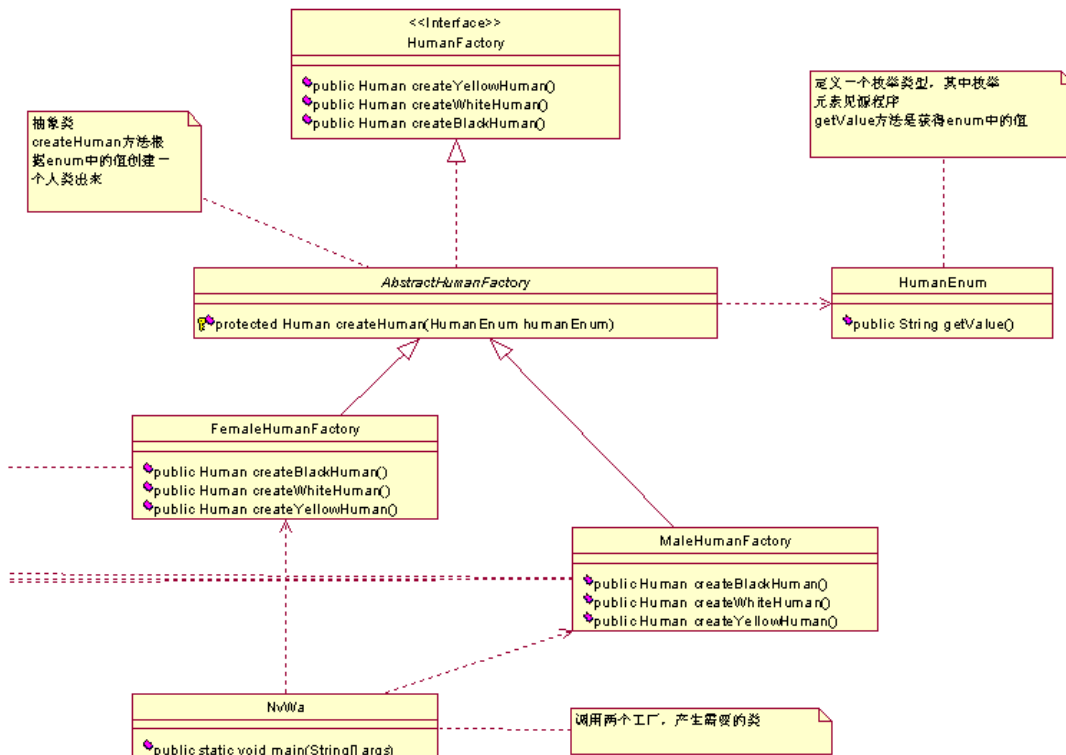 <<Interface>>
HumanFactory
public Human createYellowHuman()
public Human createWhiteHuman()
public Human createBlackHuman()
定义一个枚举类型，其中枚举
元素见源程序
getValue方法是获得enum中的值
抽象类
createHuman方法根
据enum中的值创建一
个人类出来
AbstractHumanFactory
protected Human createHuman(HumanEnum humanEnum)
HumanEnum
public String getValue()
FemaleHumanFactory
public Human createBlackHuman()
public Human createWhiteHuman()
public Human createYellowHuman()
MaleHumanFactory
public Human createBlackHuman()
public Human createWhiteHuman()
public Human createYellowHuman()
NvWa
public static void main(String[] args)
调用两个工厂，产生需要的类